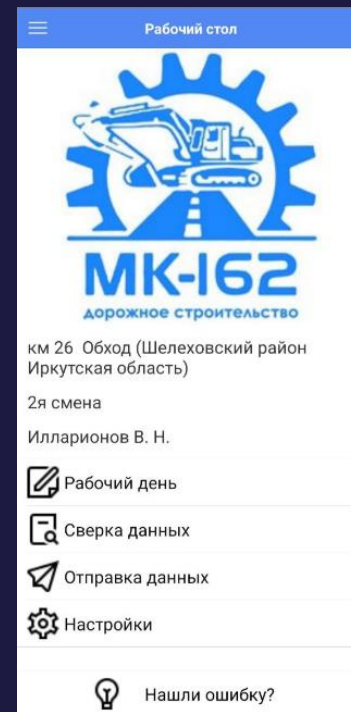 Рабочий стол
МК-162
дорожное строительство
км 26 Обход (Шелеховский район
Иркутская область)
2я смена
Илларионов В. Н.
Рабочий день
Сверка данных
Отправка данных
Настройки
Нашли ошибку?